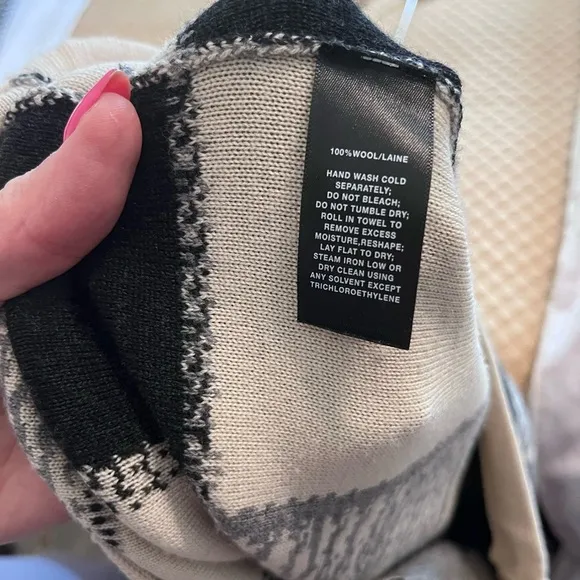 100%WOOL/LAINE
HAND WASH COLD
SEPARATELY;
DO NOT BLEACH;
DO NOT TUMBLE DRY;
ROLL IN TOWEL TO
REMOVE EXCESS
MOISTURE,RESHAPE;
LAY FLAT TO DRY;
STEAM IRON LOW OR
DRY CLEAN USING
ANY SOLVENT EXCEPT
TRICHLOROETHYLENE